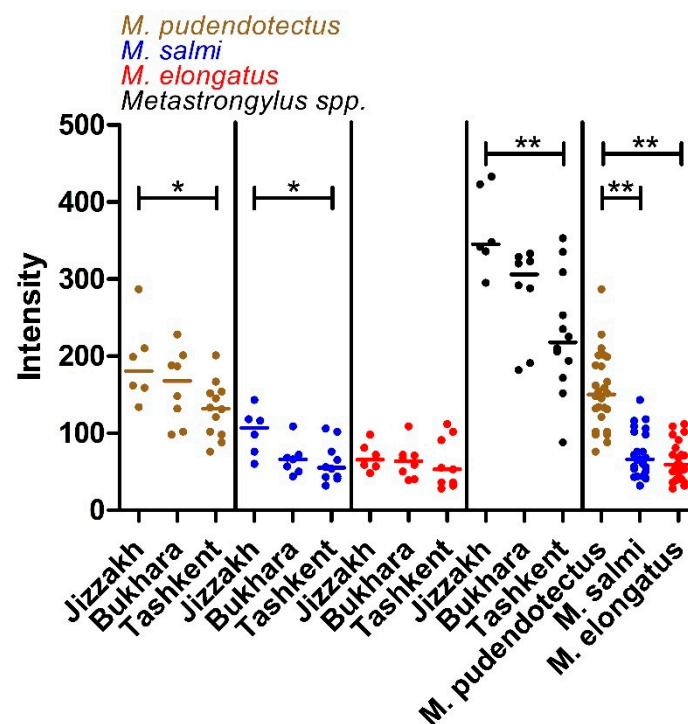 M. pudendotectus
M. salmi
M. elongatus
Metastrongylus spp.
500
400
300
200
100
0
Intensity
*
*
**
**
**
Jizzakh
Bukhara
Tashkent
Jizzakh
Bukhara
Tashkent
Jizzakh
Bukhara
Tashkent
Jizzakh
Bukhara
Tashkent
M. pudendotectus
M. salmi
M. elongatus